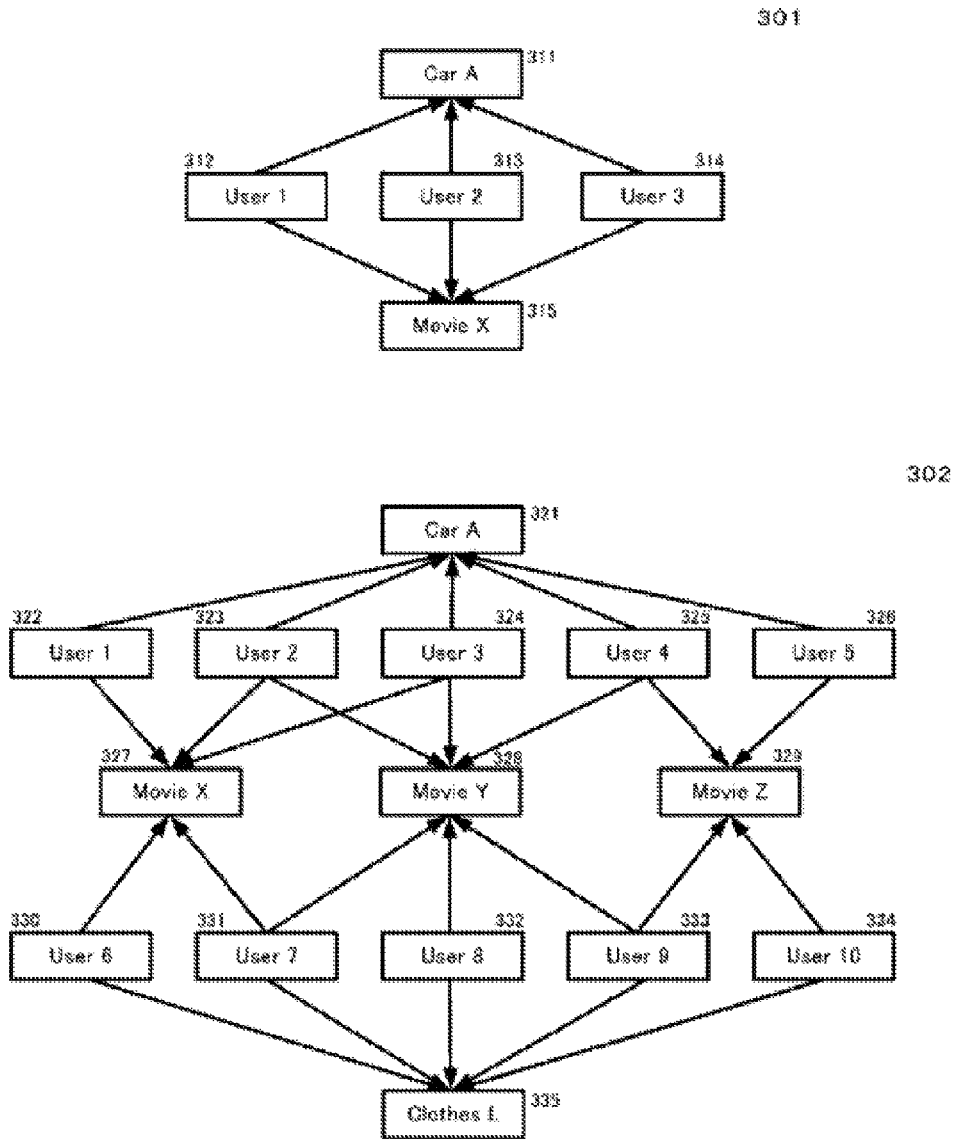 301
Car A
311
312
313
314
User 1
User 2
User 3
Movie X
315
302
Car A
321
322
323
324
325
326
User 1
User 2
User 3
User 4
User 5
327
328
329
Movie X
Movie Y
Movie Z
330
331
332
333
334
User 6
User 7
User 8
User 9
User 10
Clothes L
335